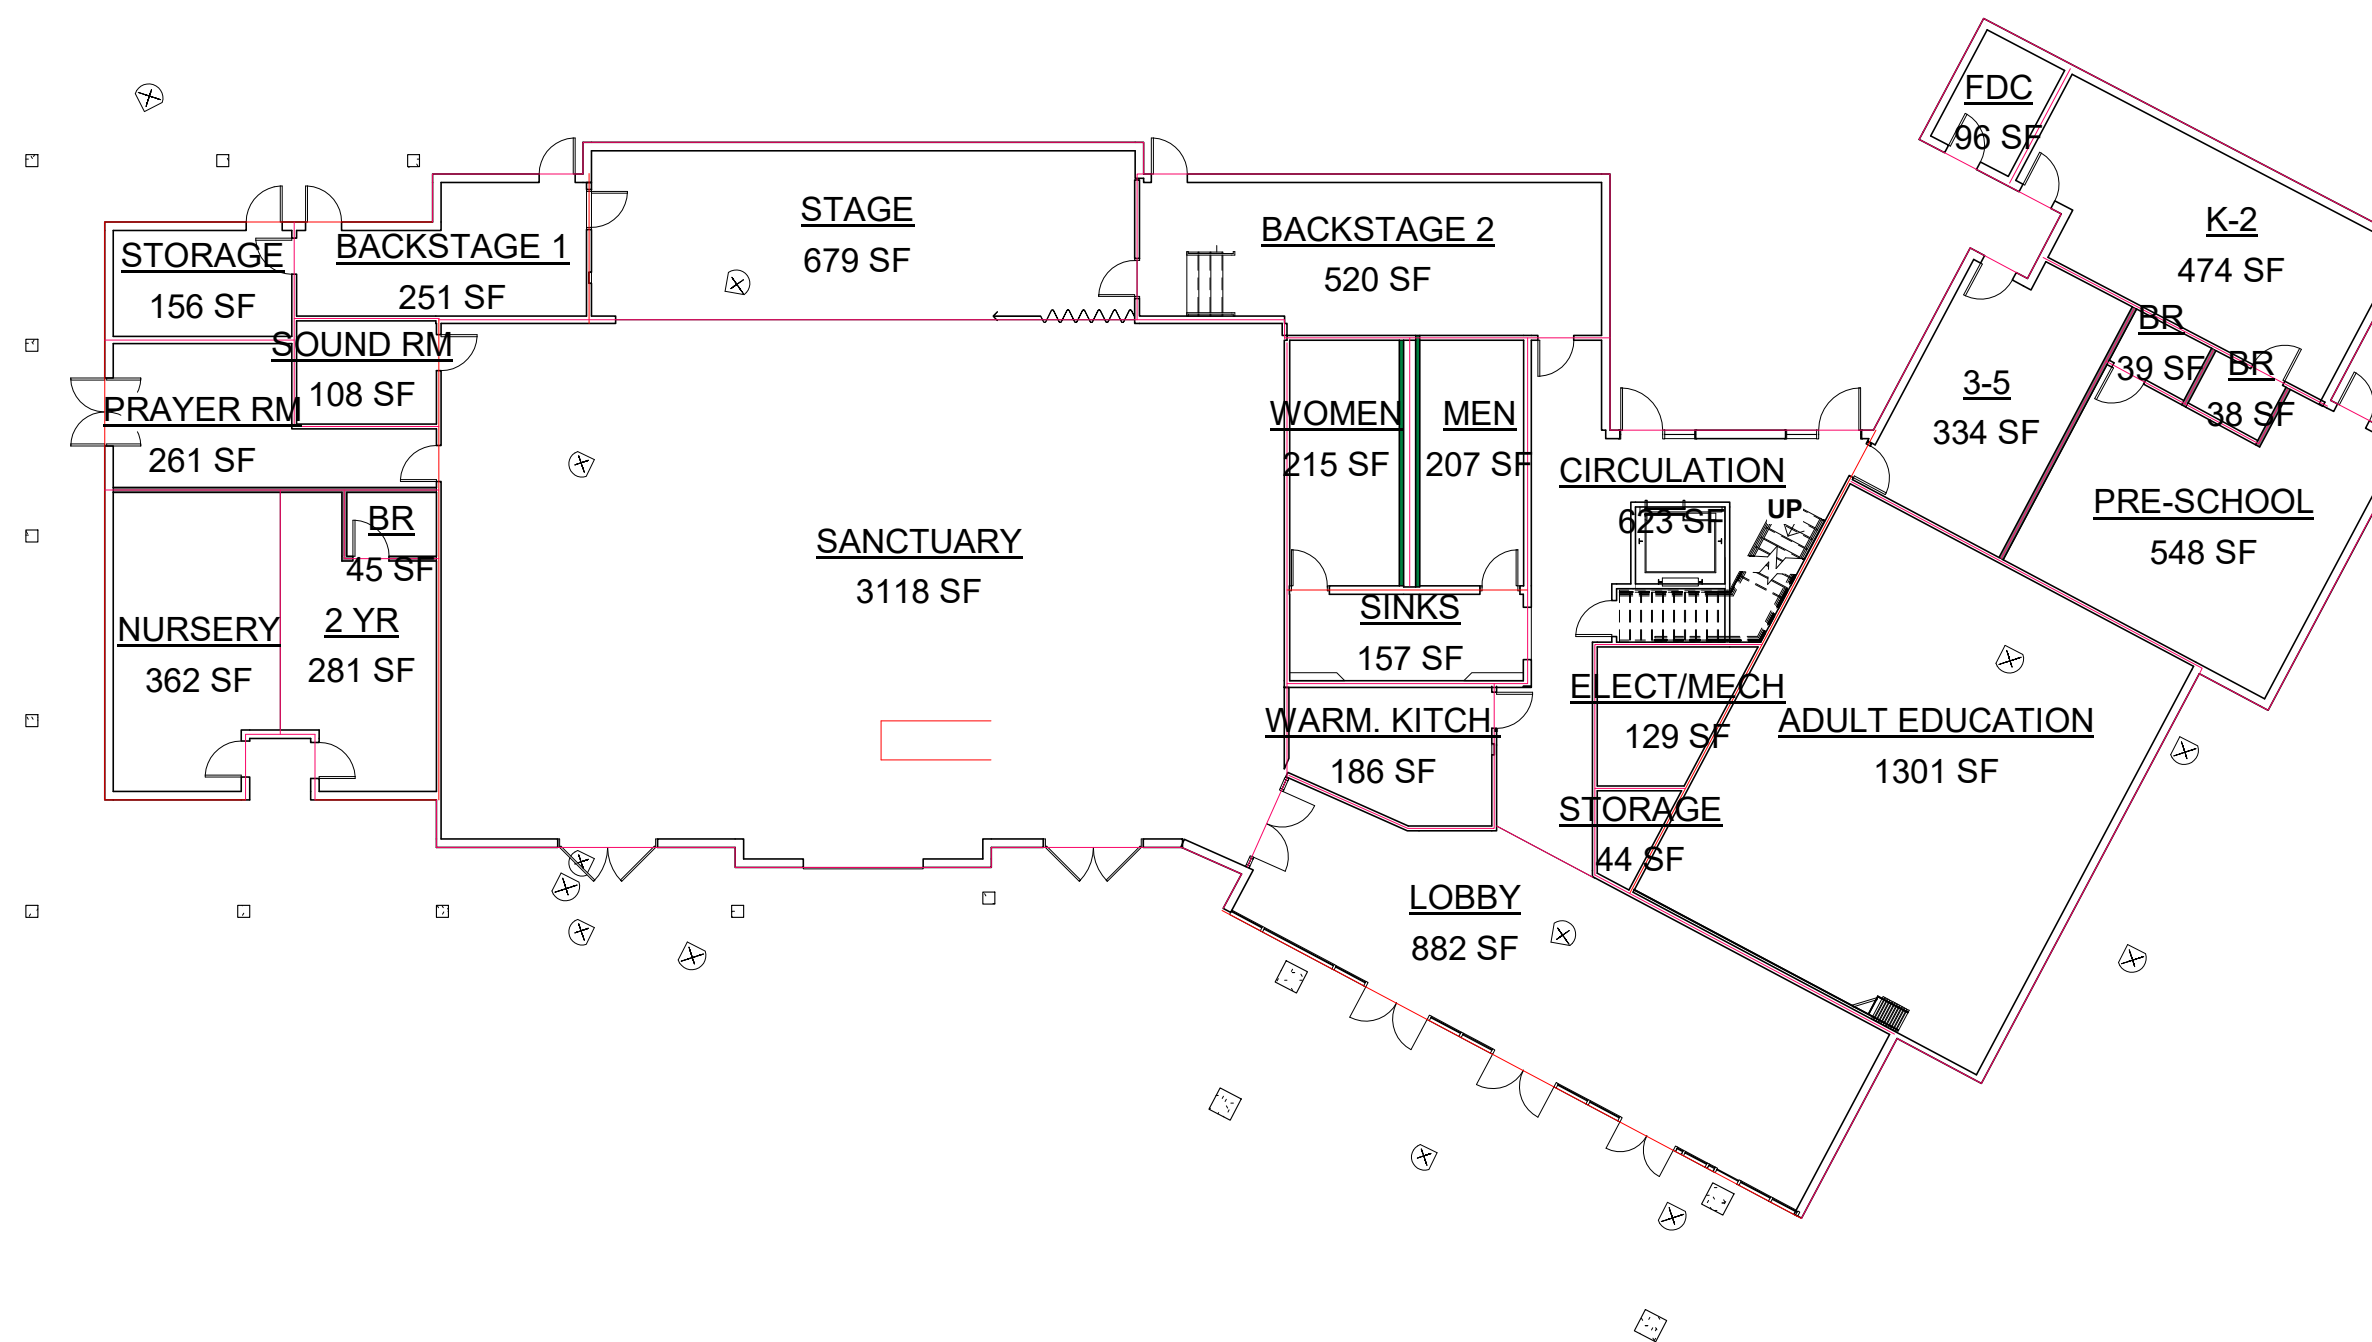 FDC
96 SF
K-2
474 SF
STAGE
679 SF
BACKSTAGE 2
520 SF
STORAGE
156 SF
BACKSTAGE 1
251 SF
SOUND RM
108 SF
PRAYER RM
261 SF
BR
39 SF
BR
38 SF
3-5
334 SF
WOMEN
215 SF
MEN
207 SF
CIRCULATION
623 SF
UP
PRE-SCHOOL
548 SF
BR
45 SF
SANCTUARY
3118 SF
NURSERY
362 SF
2 YR
281 SF
SINKS
157 SF
WARM. KITCH
186 SF
ELECT/MECH
129 SF
ADULT EDUCATION
1301 SF
STORAGE
44 SF
LOBBY
882 SF